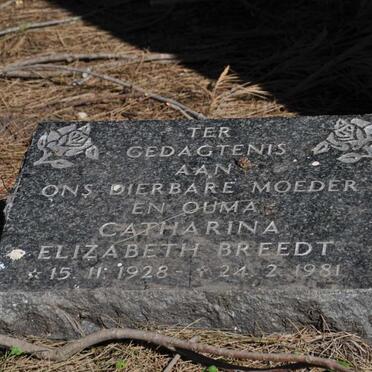 TER
GEDAGTENIS
AAN
ONS DIERBARE MOEDER
EN OUMA
CATHARINA
ELIZABETH BREEDT
* 15.11.1928 - + 24.2.1981